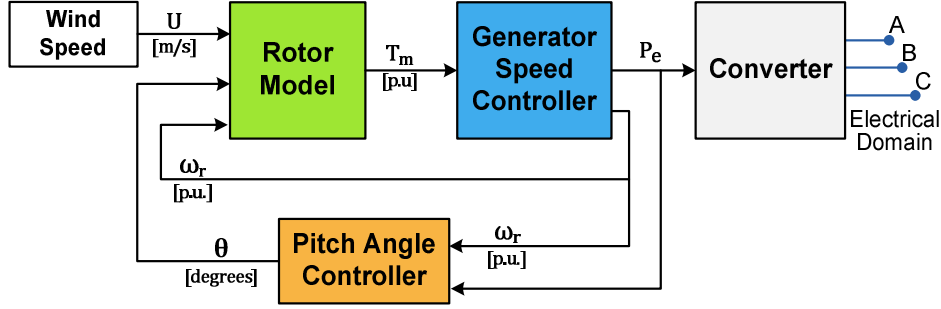 Wind
Speed
U
[m/s]
Rotor
Model
Tm
[p.u]
Generator
Speed
Controller
Pe
Converter
A
B
C
Electrical
Domain
ωr
[p.u.]
θ
[degrees]
Pitch Angle
Controller
ωr
[p.u.]